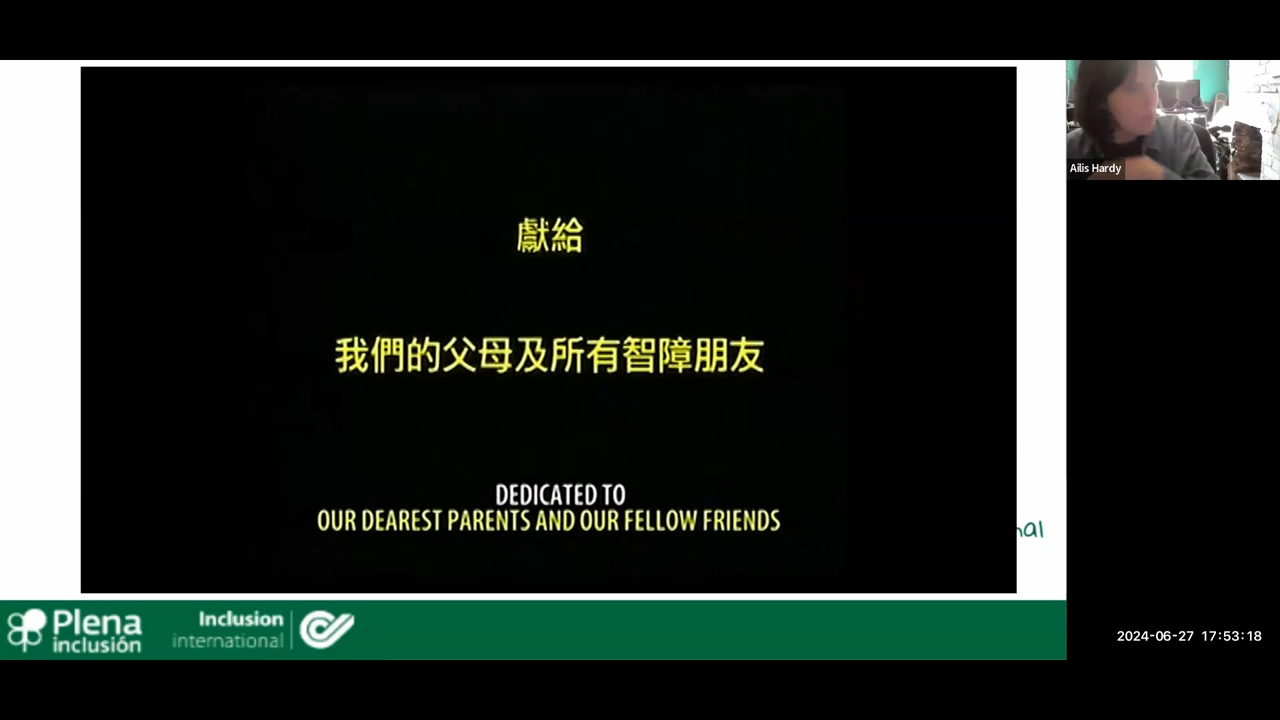 獻給
我們的父母及所有智障朋友
DEDICATED TO
OUR DEAREST PARENTS AND OUR FELLOW FRIENDS
Ailis Hardy
nal
Plena
inclusión
Inclusion
international
2024-06-27 17:53:18